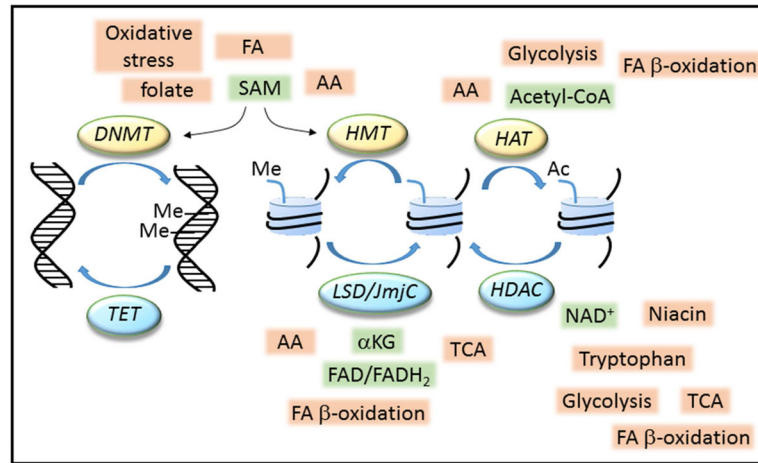 Oxidative
stress
FA
folate
SAM
AA
Glycolysis
FA β-oxidation
AA
Acetyl-CoA
DNMT
HMT
HAT
Me
Ac
Me
Me
TET
LSD/JmjC
HDAC
NAD⁺
Niacin
AA
αKG
TCA
FAD/FADH₂
Tryptophan
FA β-oxidation
Glycolysis
TCA
FA β-oxidation